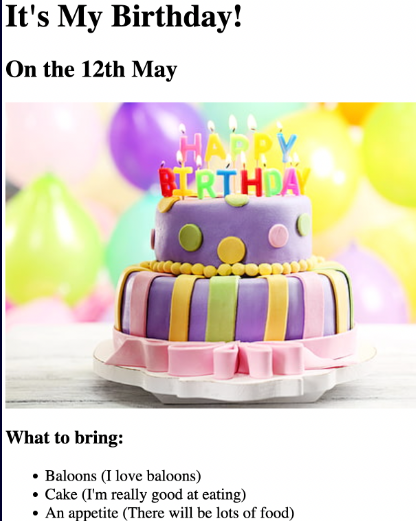 It's My Birthday!
On the 12th May
HAPPY
BIRTHDAY
What to bring:
Baloons (I love baloons)
Cake (I'm really good at eating)
An appetite (There will be lots of food)